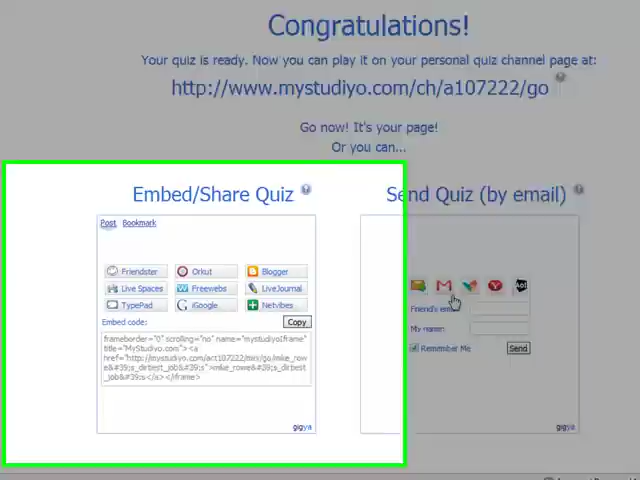 Congratulations!
Your quiz is ready. Now you can play it on your personal quiz channel page at:
http://www.mystudiyo.com/ch/a107222/go
Go now! It's your page!
Or you can...
Embed/Share Quiz
Post Bookmark
Friendster Orkut Blogger
Live Spaces Freewebs LiveJournal
TypePad iGoogle Netvibes
Embed code: Copy
frameborder="0" scrolling="no" name="mystudiyoIframe"
title="MyStudiyo.com"><a
href="http://mystudiyo.com/act107222/mini/go/mike_row
e&#39;s_dirtiest_job&#39;s">mike_rowe&#39;s_dirtiest
_job&#39;s</a></iframe>
gigya
Send Quiz (by email)
Aol
Friend's email
My name:
Remember Me Send
gigya